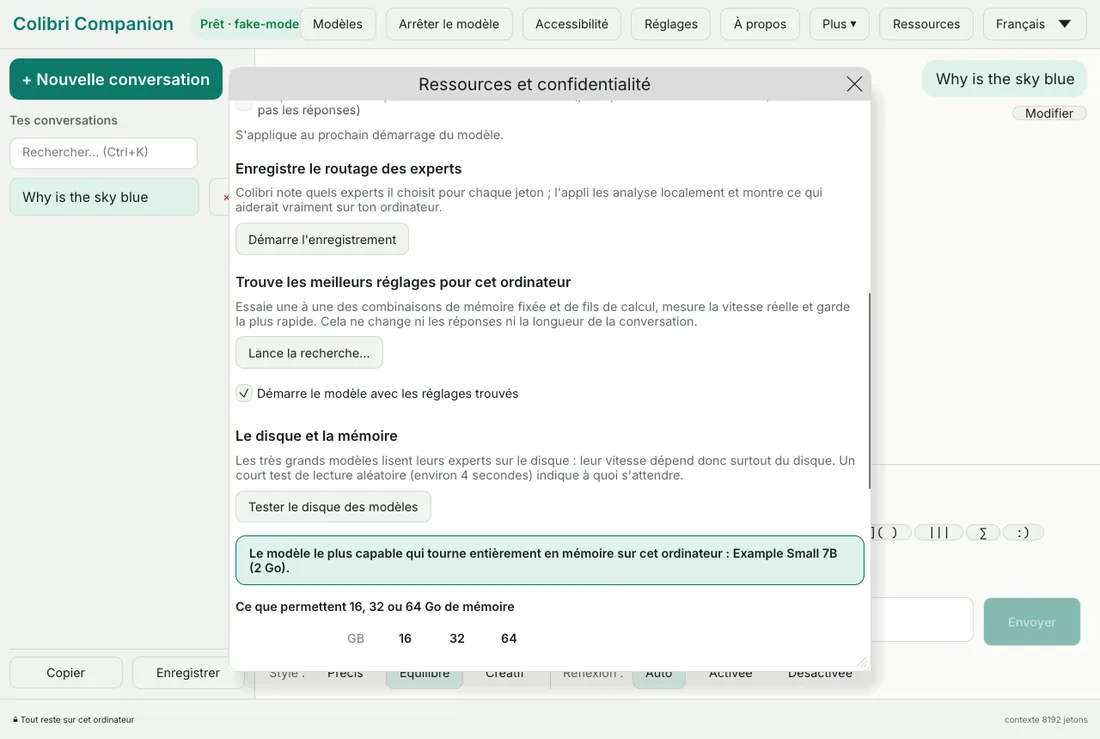 Colibri Companion
Prêt · fake-mode
Modèles
Arrêter le modèle
Accessibilité
Réglages
À propos
Plus ▾
Ressources
Français
+ Nouvelle conversation
Tes conversations
Rechercher… (Ctrl+K)
Why is the sky blue
×
Why is the sky blue
Modifier
Ressources et confidentialité
pas les réponses)
S'applique au prochain démarrage du modèle.
Enregistre le routage des experts
Colibri note quels experts il choisit pour chaque jeton ; l'appli les analyse localement et montre ce qui
aiderait vraiment sur ton ordinateur.
Démarre l'enregistrement
Trouve les meilleurs réglages pour cet ordinateur
Essaie une à une des combinaisons de mémoire fixée et de fils de calcul, mesure la vitesse réelle et garde
la plus rapide. Cela ne change ni les réponses ni la longueur de la conversation.
Lance la recherche…
Démarre le modèle avec les réglages trouvés
Le disque et la mémoire
Les très grands modèles lisent leurs experts sur le disque : leur vitesse dépend donc surtout du disque. Un
court test de lecture aléatoire (environ 4 secondes) indique à quoi s'attendre.
Tester le disque des modèles
Le modèle le plus capable qui tourne entièrement en mémoire sur cet ordinateur : Example Small 7B
(2 Go).
Ce que permettent 16, 32 ou 64 Go de mémoire
GB 16 32 64
]( ) ||| ∑ :)
Envoyer
Copier
Enregistrer
Style :
Précis
Équilibré
Créatif
Réflexion :
Auto
Activée
Désactivée
Tout reste sur cet ordinateur
contexte 8192 jetons